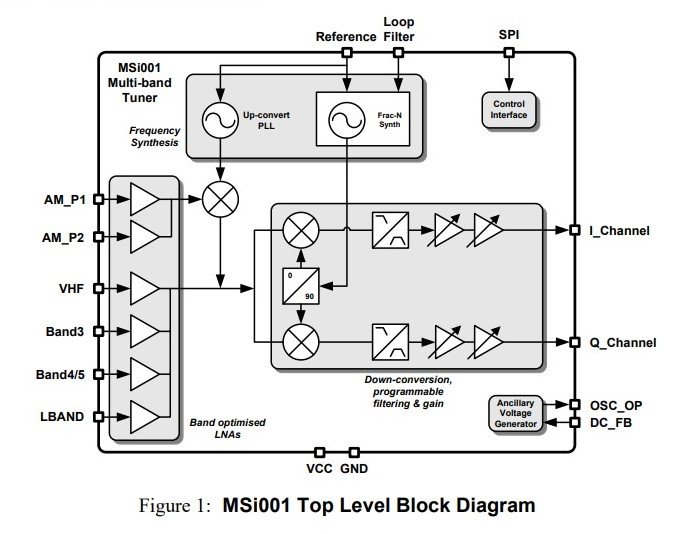 Reference
Loop
Filter
SPI
MSi001
Multi-band
Tuner
Up-convert
PLL
Frac-N
Synth
Control
Interface
Frequency
Synthesis
AM_P1
AM_P2
VHF
Band3
Band4/5
LBAND
0
90
I_Channel
Q_Channel
Down-conversion,
programmable
filtering & gain
Band optimised
LNAs
Ancillary
Voltage
Generator
OSC_OP
DC_FB
VCC GND
Figure 1: MSi001 Top Level Block Diagram